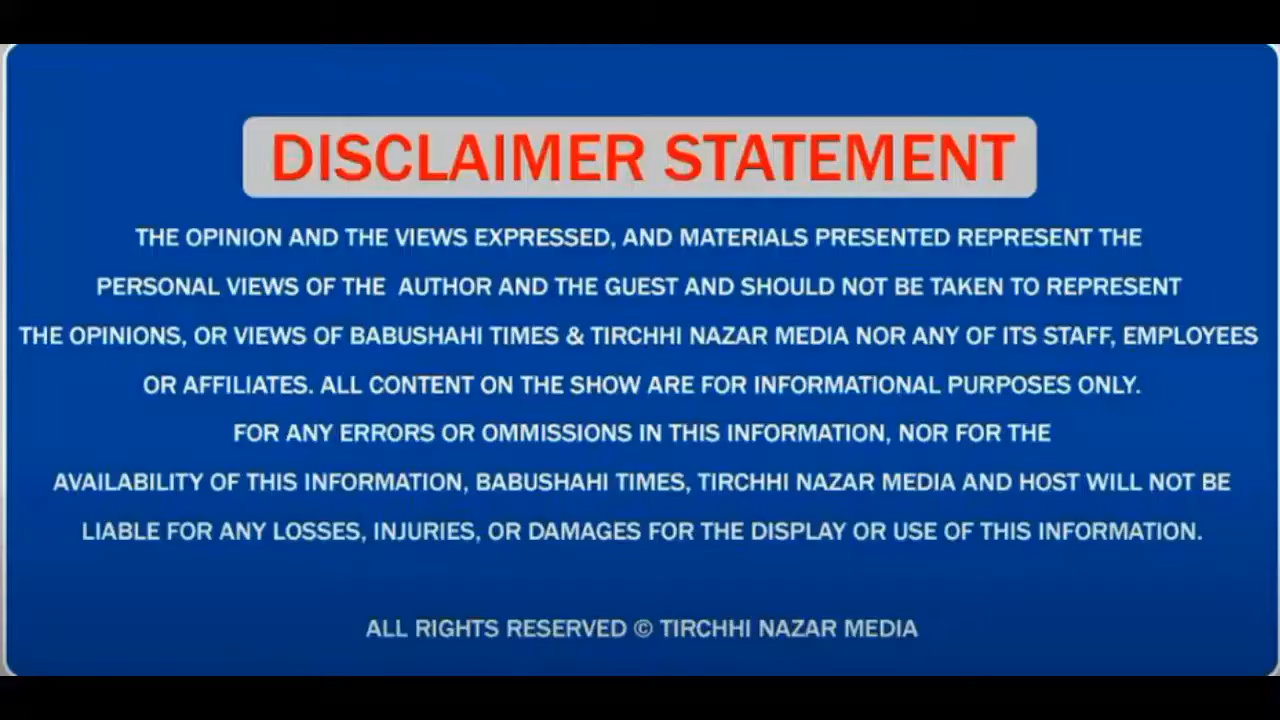 DISCLAIMER STATEMENT
THE OPINION AND THE VIEWS EXPRESSED, AND MATERIALS PRESENTED REPRESENT THE
PERSONAL VIEWS OF THE AUTHOR AND THE GUEST AND SHOULD NOT BE TAKEN TO REPRESENT
THE OPINIONS, OR VIEWS OF BABUSHAHI TIMES & TIRCHHI NAZAR MEDIA NOR ANY OF ITS STAFF, EMPLOYEES
OR AFFILIATES. ALL CONTENT ON THE SHOW ARE FOR INFORMATIONAL PURPOSES ONLY.
FOR ANY ERRORS OR OMMISSIONS IN THIS INFORMATION, NOR FOR THE
AVAILABILITY OF THIS INFORMATION, BABUSHAHI TIMES, TIRCHHI NAZAR MEDIA AND HOST WILL NOT BE
LIABLE FOR ANY LOSSES, INJURIES, OR DAMAGES FOR THE DISPLAY OR USE OF THIS INFORMATION.
ALL RIGHTS RESERVED © TIRCHHI NAZAR MEDIA